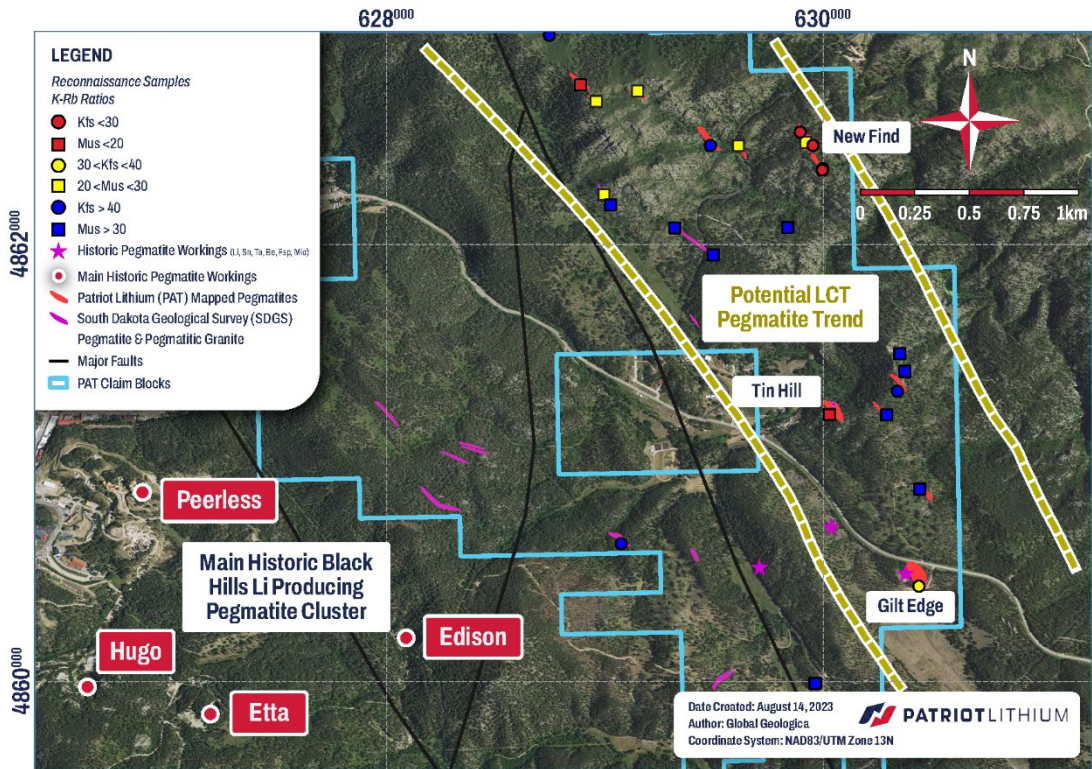 628000
630000
LEGEND
Reconnaissance Samples
K-Rb Ratios
Kfs <30
Mus <20
30 <Kfs <40
20 <Mus <30
Kfs > 40
Mus > 30
Historic Pegmatite Workings (Li, Sn, Ta, Be, Fsp, Mic)
Main Historic Pegmatite Workings
Patriot Lithium (PAT) Mapped Pegmatites
South Dakota Geological Survey (SDGS)
Pegmatite & Pegmatitic Granite
Major Faults
PAT Claim Blocks
N
New Find
0 0.25 0.5 0.75 1km
4862000
Potential LCT
Pegmatite Trend
Tin Hill
Peerless
Main Historic Black
Hills Li Producing
Pegmatite Cluster
Gilt Edge
Edison
Hugo
Etta
4860000
Date Created: August 14, 2023
Author: Global Geologica
Coordinate System: NAD83/UTM Zone 13N
PATRIOTLITHIUM